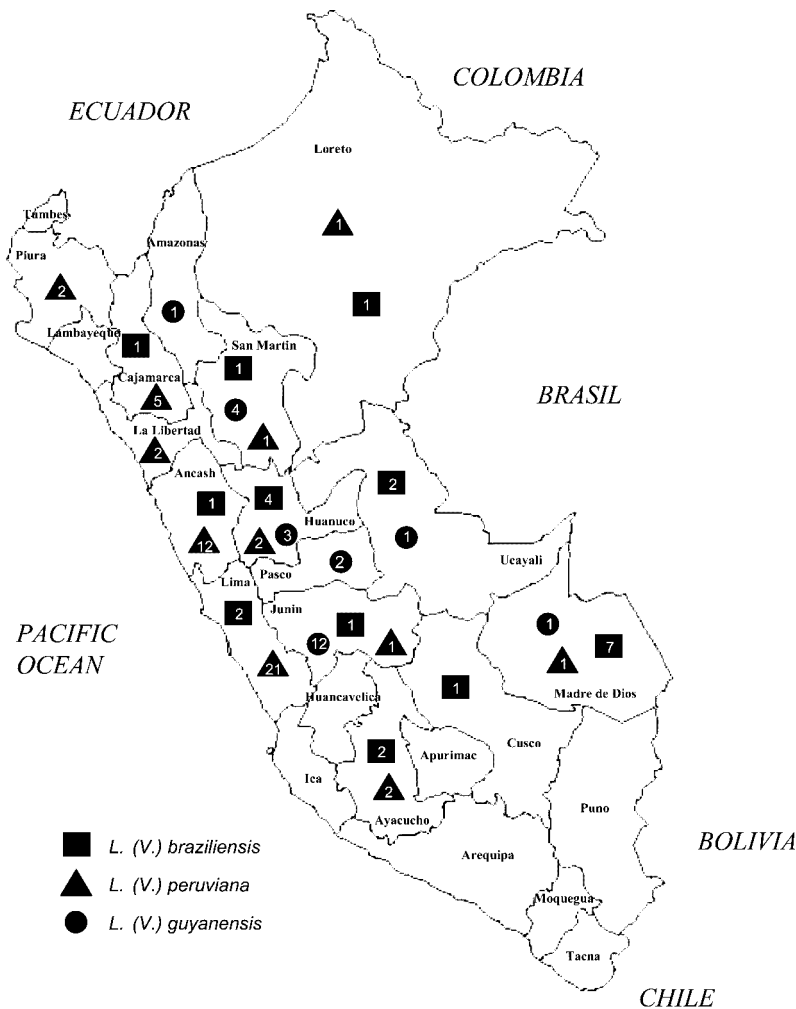 COLOMBIA
ECUADOR
Loreto
Tumbes
1
Amazonas
Piura
2
1
1
Lambayeque
1
San Martin
1
Cajamarca
5
BRASIL
4
La Libertad
1
2
Ancash
2
4
1
Huanuco
3
1
12
2
2
Ucayali
Pasco
Lima
Junin
2
1
1
PACIFIC
OCEAN
12
1
7
1
21
1
Huancavelica
Madre de Dios
Cusco
2
Apurimac
Ica
2
Puno
Ayacucho
BOLIVIA
L. (V.) braziliensis
Arequipa
L. (V.) peruviana
Moquegua
L. (V.) guyanensis
Tacna
CHILE